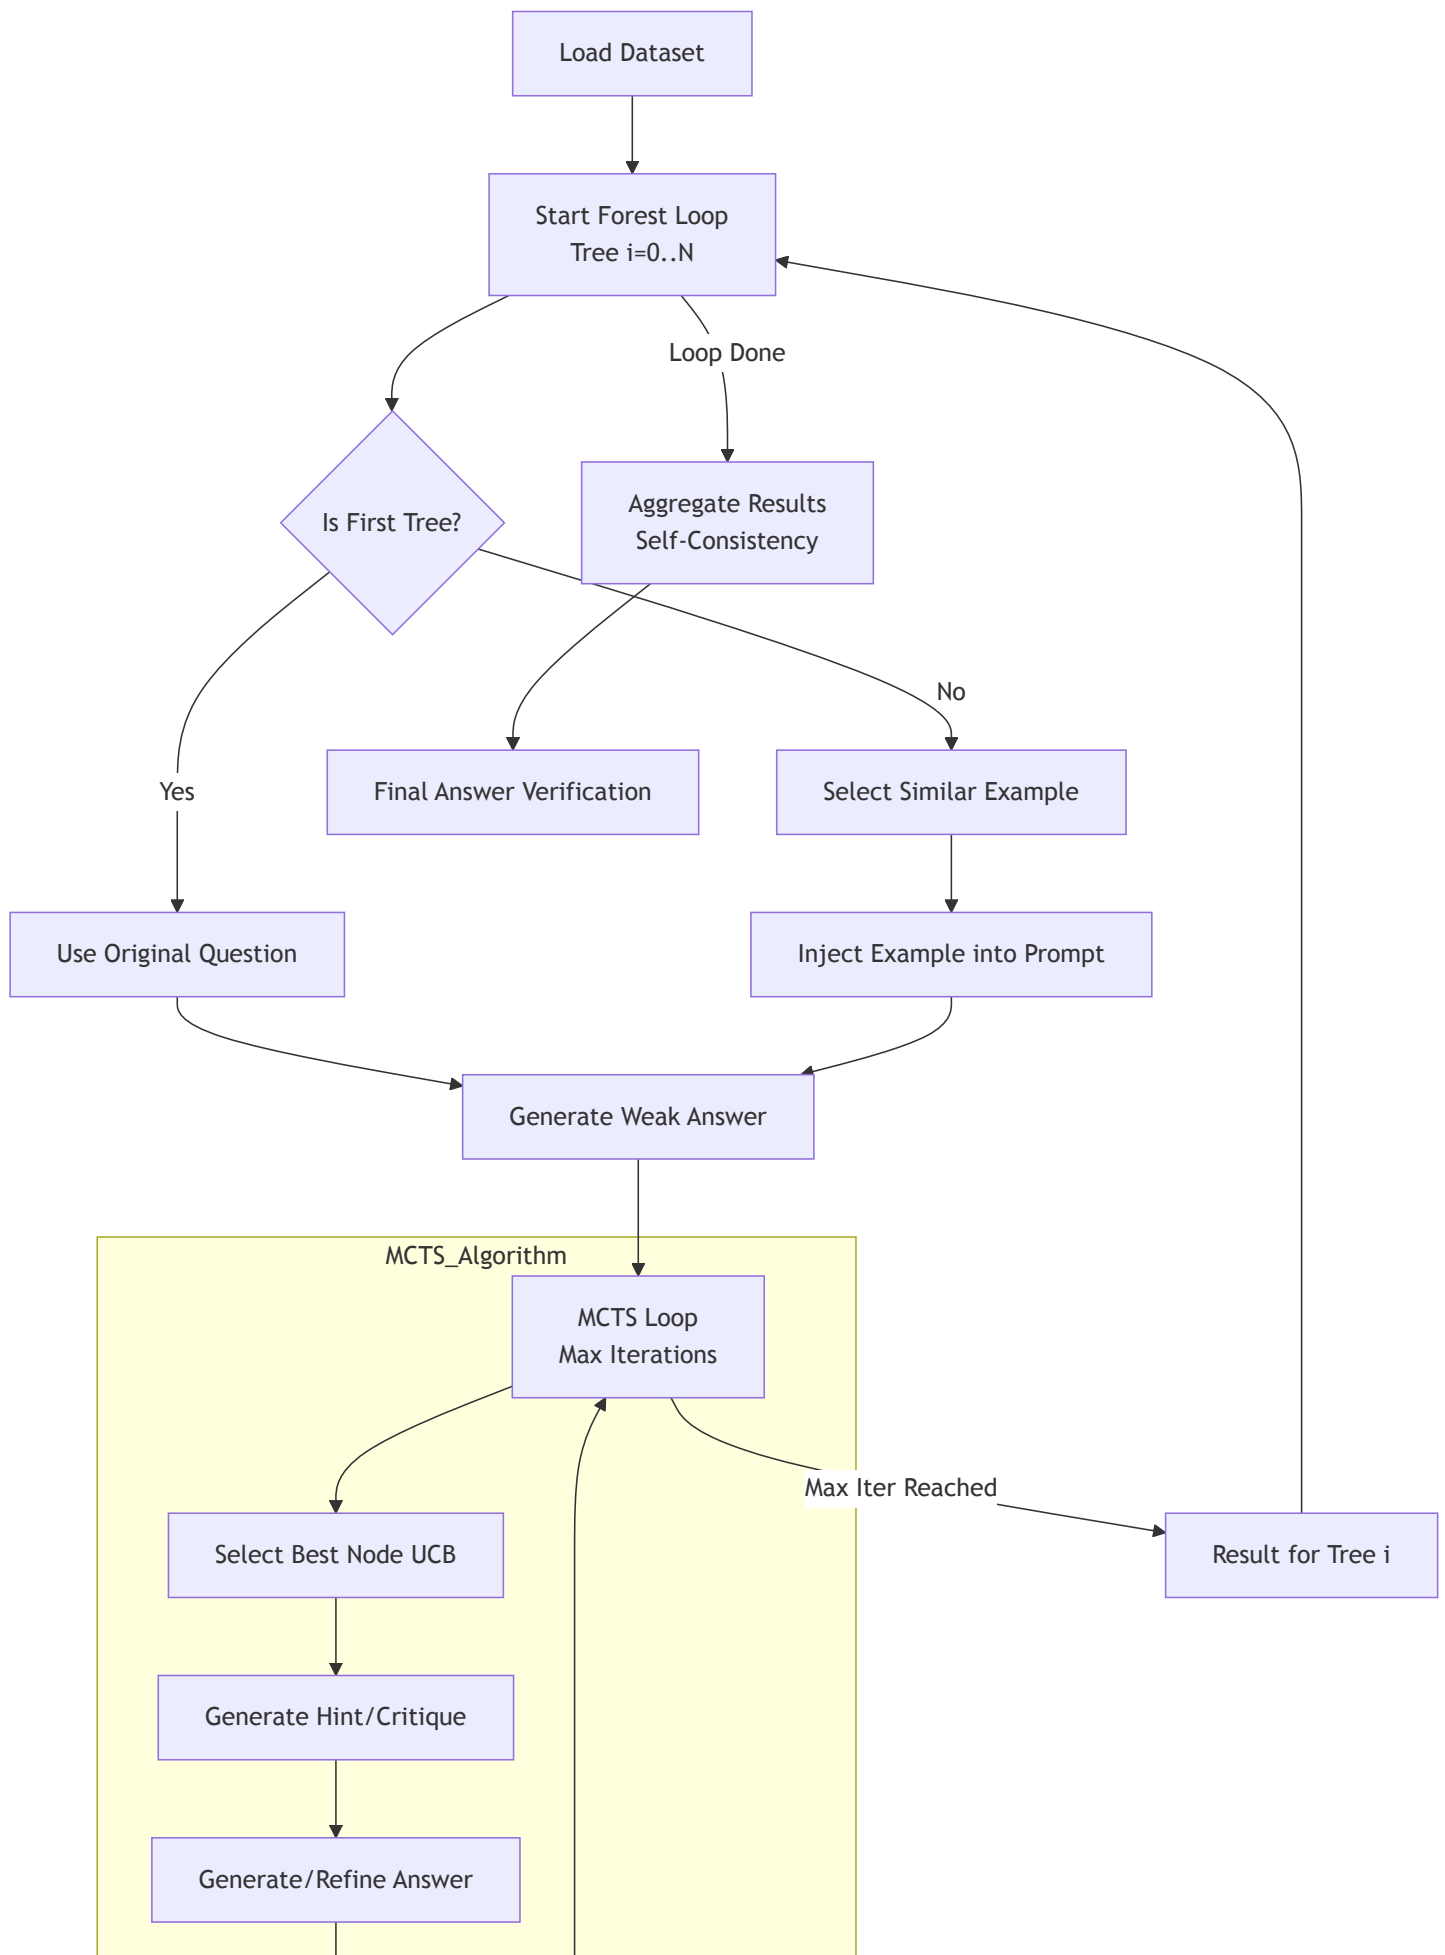 Load Dataset
Start Forest Loop
Tree i=0..N
Loop Done
Is First Tree?
Aggregate Results
Self-Consistency
No
Yes
Final Answer Verification
Select Similar Example
Use Original Question
Inject Example into Prompt
Generate Weak Answer
MCTS_Algorithm
MCTS Loop
Max Iterations
Max Iter Reached
Select Best Node UCB
Result for Tree i
Generate Hint/Critique
Generate/Refine Answer